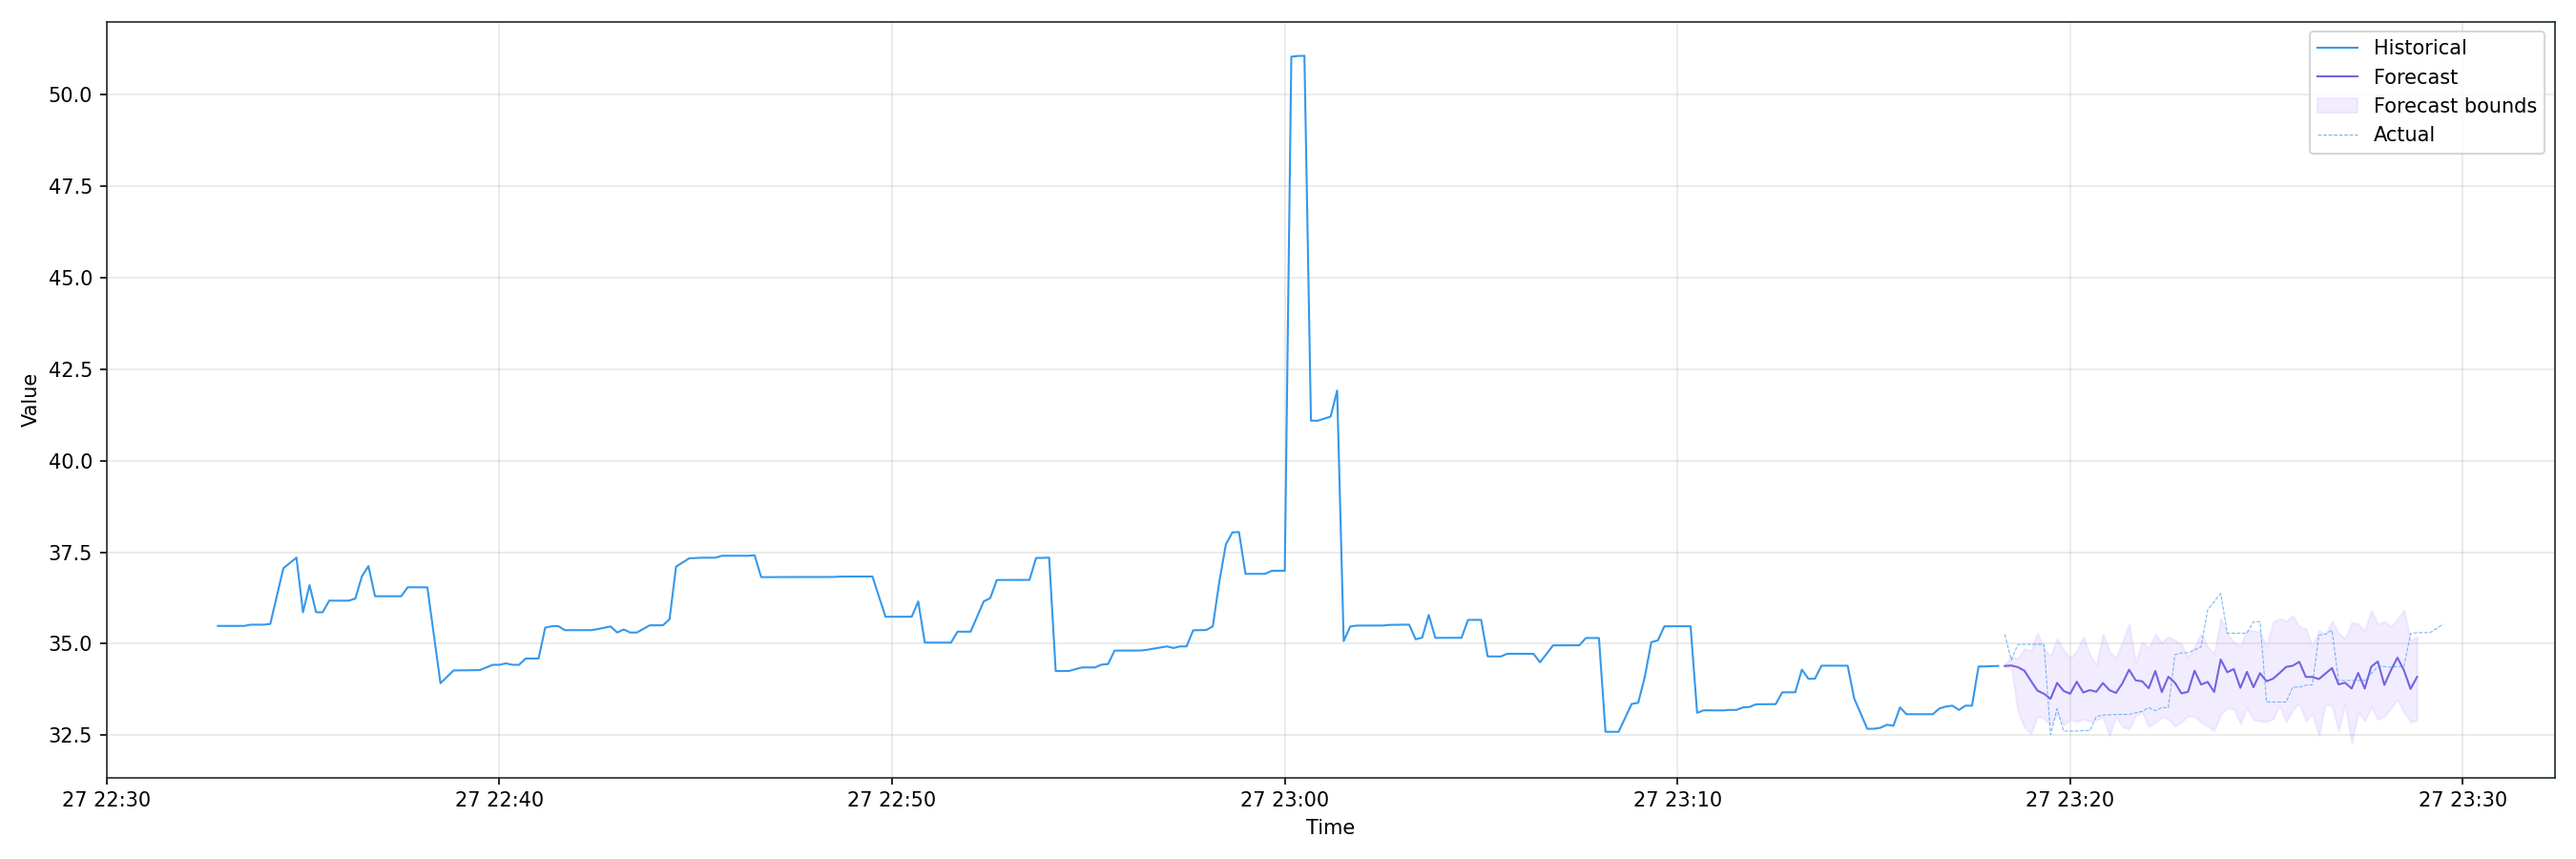 Historical
Forecast
Forecast bounds
Actual
Value
50.0
47.5
45.0
42.5
40.0
37.5
35.0
32.5
27 22:30
27 22:40
27 22:50
27 23:00
27 23:10
27 23:20
27 23:30
Time